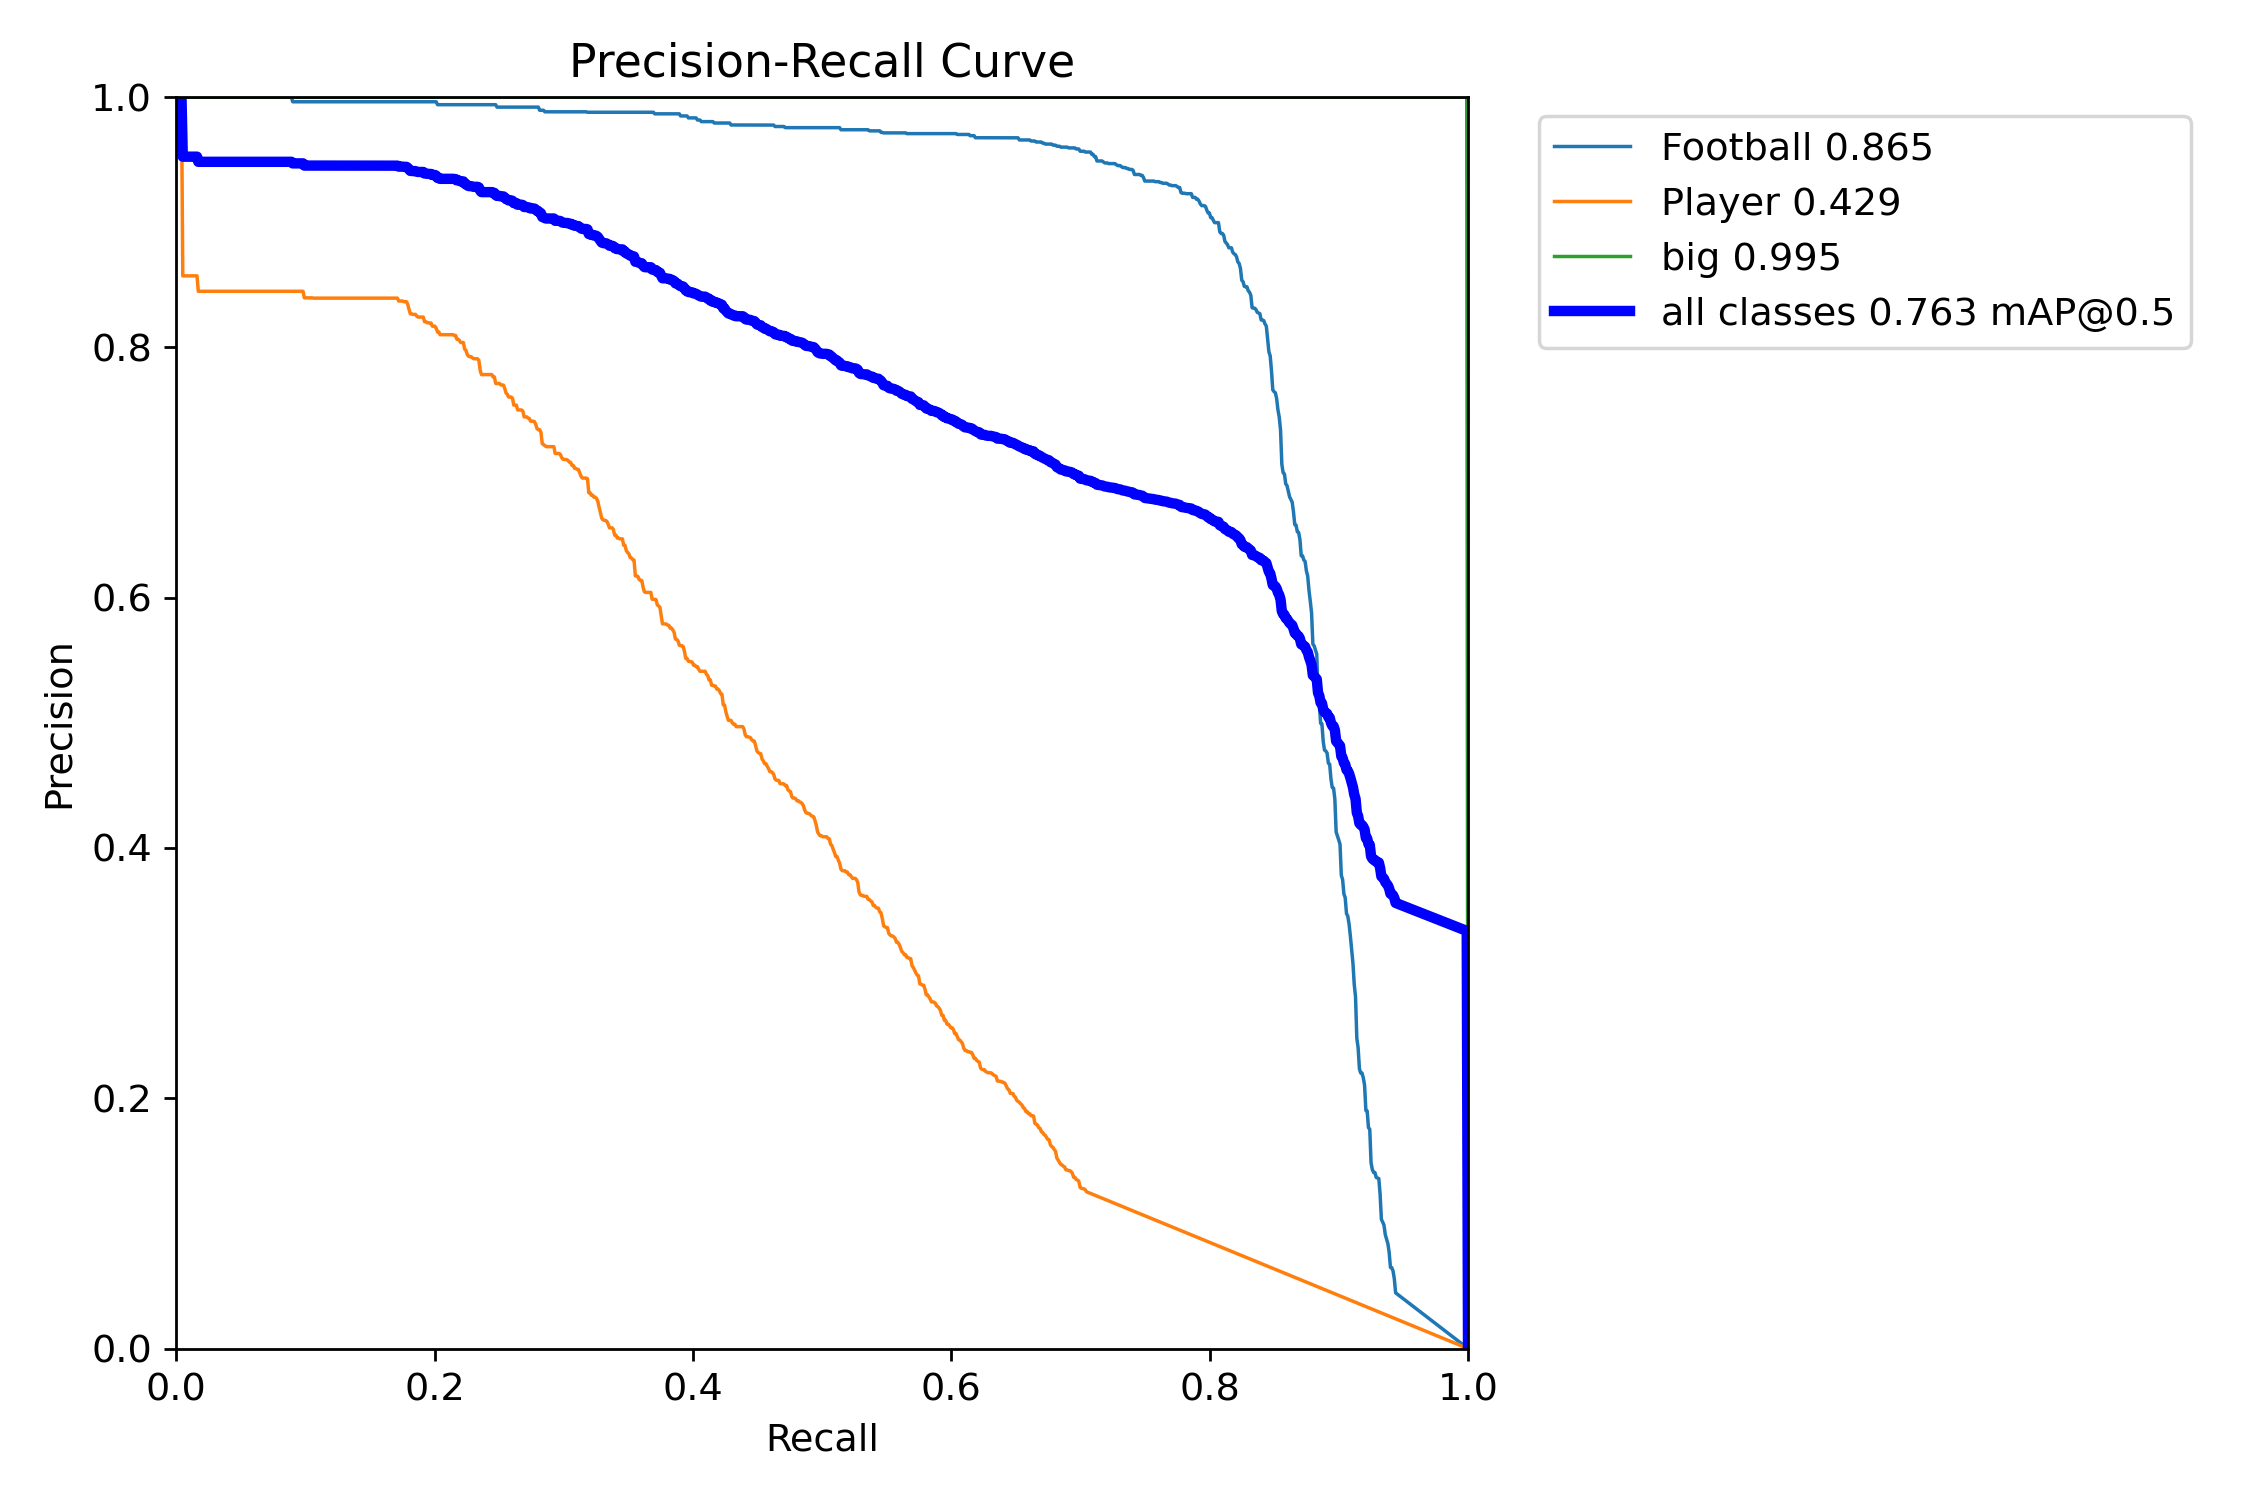 Precision-Recall Curve
1.0
0.8
0.6
0.4
0.2
0.0
Precision
0.0 0.2 0.4 0.6 0.8 1.0
Recall
Football 0.865
Player 0.429
big 0.995
all classes 0.763 mAP@0.5